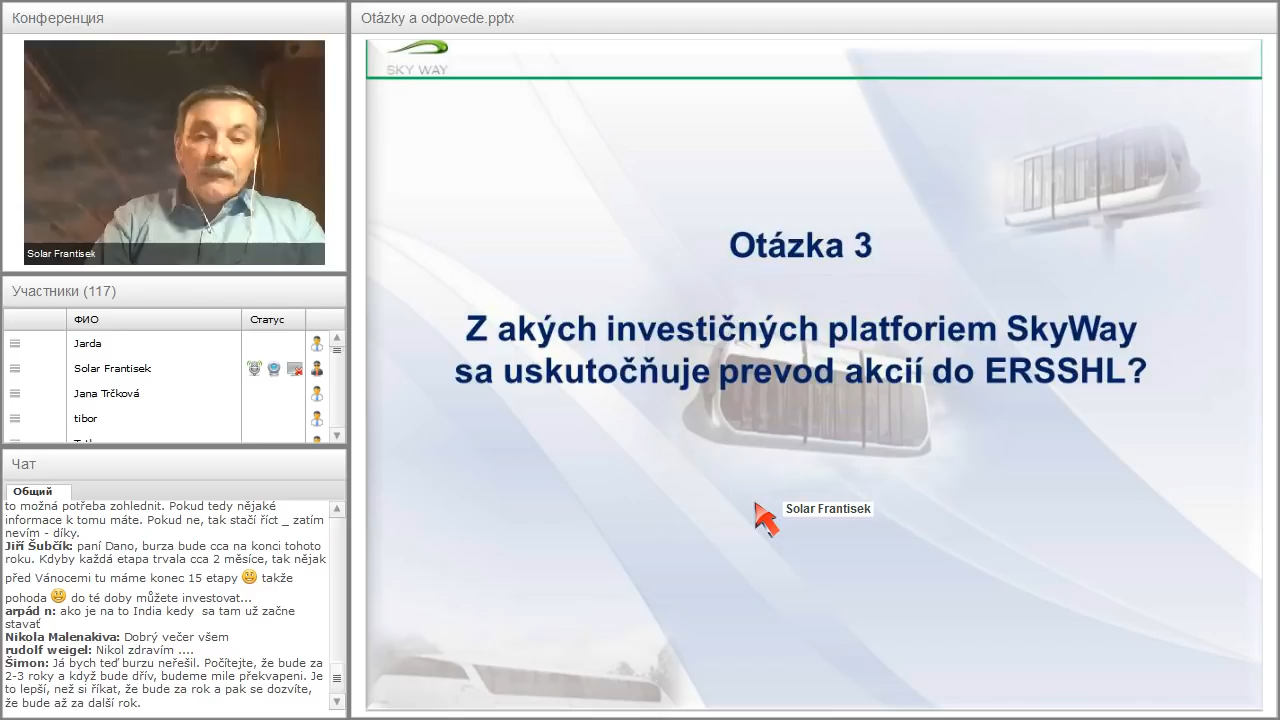 Конференция
Solar Frantisek
Участники (117)
ФИО
Статус
Jarda
Solar Frantisek
Jana Trčková
tibor
Чат
Общий
to možná potřeba zohlednit. Pokud tedy nějaké
informace k tomu máte. Pokud ne, tak stačí říct _ zatím
nevím - díky.
Jiří Šubčík: paní Dano, burza bude cca na konci tohoto
roku. Kdyby každá etapa trvala cca 2 měsíce, tak nějak
před Vánocemi tu máme konec 15 etapy takže
pohoda do té doby můžete investovat...
arpád n: ako je na to India kedy sa tam už začne
stavať
Nikola Malenakiva: Dobrý večer všem
rudolf weigel: Nikol zdravím ....
Šimon: Já bych teď burzu neřešil. Počítejte, že bude za
2-3 roky a když bude dřív, budeme mile překvapeni. Je
to lepší, než si říkat, že bude za rok a pak se dozvíte,
že bude až za další rok.
Otázky a odpovede.pptx
SKY WAY
Otázka 3
Z akých investičných platforiem SkyWay
sa uskutočňuje prevod akcií do ERSSHL?
Solar Frantisek